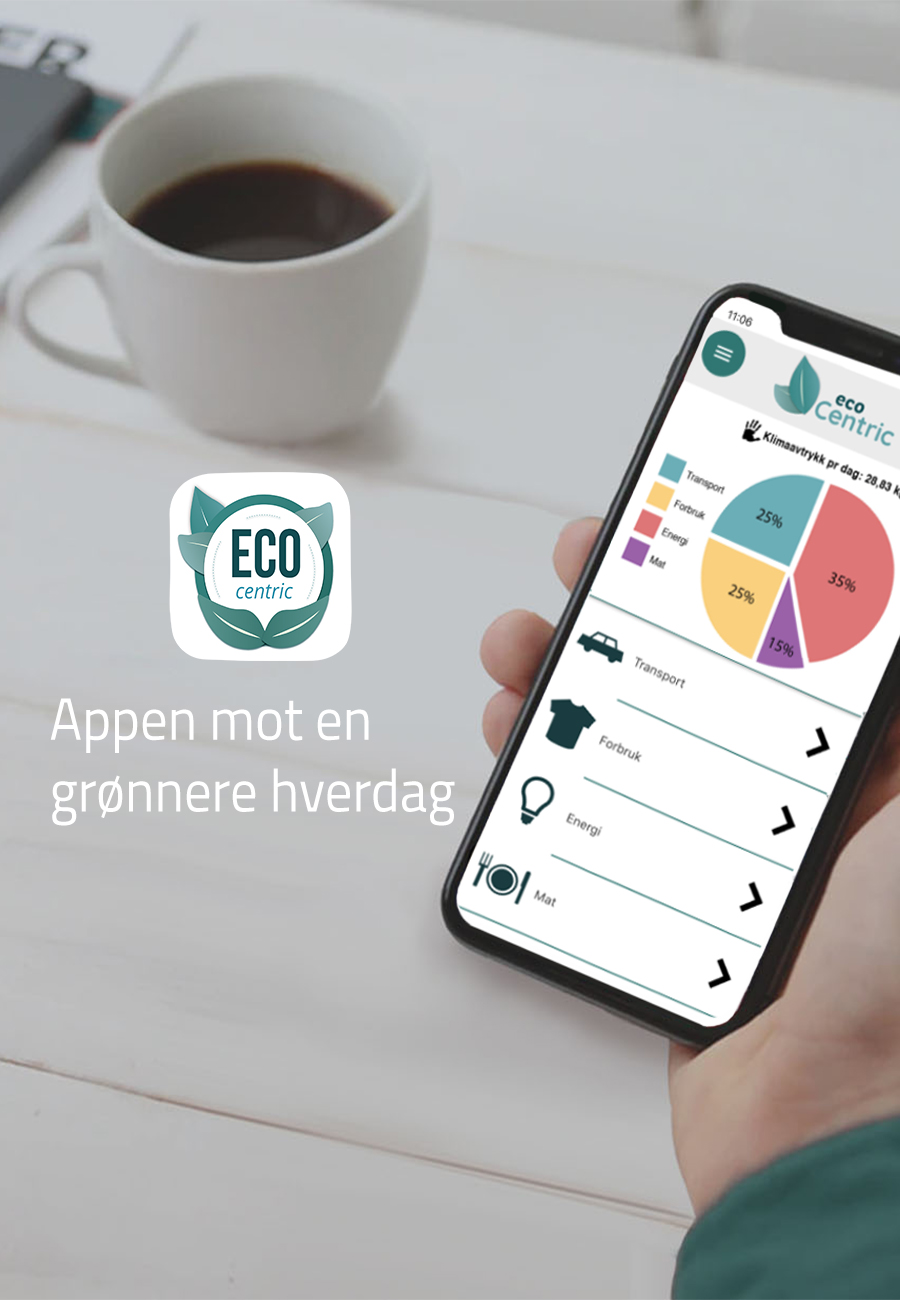 11:06
eco
Centric
Klimaavtrykk pr dag: 28,83
Transport
Forbruk
Energi
Mat
25%
35%
25%
15%
ECO
centric
Transport
Appen mot en
Forbruk
grønnere hverdag
Energi
Mat